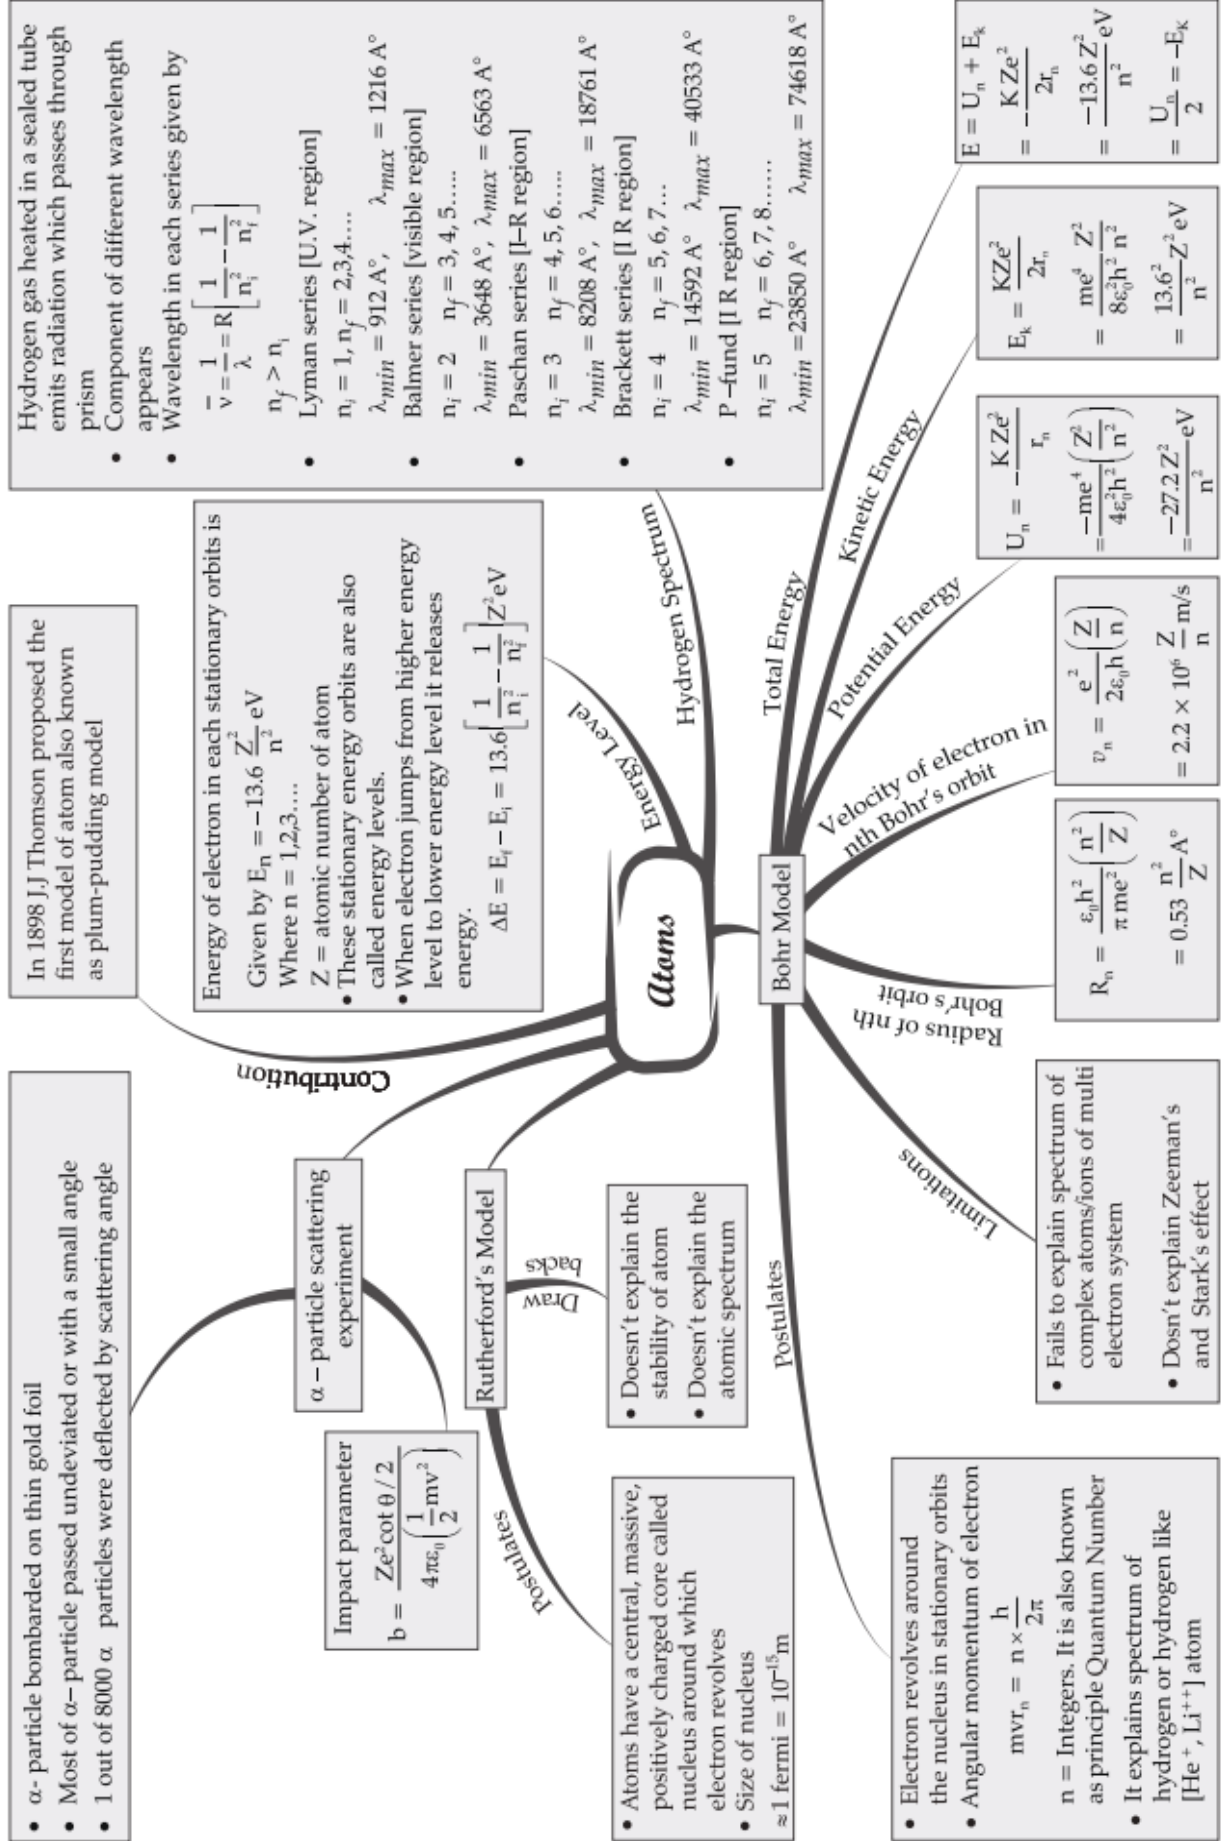 • α- particle bombarded on thin gold foil
• Most of α– particle passed undeviated or with a small angle
• 1 out of 8000 α particles were deflected by scattering angle
α – particle scattering
experiment
Impact parameter
b = Ze² cot θ / 2 / 4πε₀(1/2 mv²)
Contribution
In 1898 J.J Thomson proposed the
first model of atom also known
as plum-pudding model
Rutherford's Model
Draw
backs
• Doesn't explain the
stability of atom
• Doesn't explain the
atomic spectrum
Postulates
• Atoms have a central, massive,
positively charged core called
nucleus around which
electron revolves
• Size of nucleus
≈ 1 fermi = 10⁻¹⁵m
Atoms
Energy Level
Energy of electron in each stationary orbits is
Given by Eₙ = –13.6 Z²/n² eV
Where n = 1,2,3....
Z = atomic number of atom
• These stationary energy orbits are also
called energy levels.
• When electron jumps from higher energy
level to lower energy level it releases
energy.
ΔE = E_f – E_i = 13.6[1/n_i² – 1/n_f²]Z² eV
Hydrogen Spectrum
Hydrogen gas heated in a sealed tube
emits radiation which passes through
prism
• Component of different wavelength
appears
• Wavelength in each series given by
ν̄ = 1/λ = R[1/n_i² – 1/n_f²]
n_f > n_i
• Lyman series [U.V. region]
n_i = 1, n_f = 2,3,4....
λ_min = 912 A°, λ_max = 1216 A°
• Balmer series [visible region]
n_i = 2 n_f = 3, 4, 5.....
λ_min = 3648 A°, λ_max = 6563 A°
• Paschan series [I–R region]
n_i = 3 n_f = 4, 5, 6.....
λ_min = 8208 A°, λ_max = 18761 A°
• Brackett series [I R region]
n_i = 4 n_f = 5, 6, 7...
λ_min = 14592 A° λ_max = 40533 A°
• P –fund [I R region]
n_i = 5 n_f = 6, 7, 8......
λ_min =23850 A° λ_max = 74618 A°
Bohr Model
Postulates
• Electron revolves around
the nucleus in stationary orbits
• Angular momentum of electron
mvrₙ = n × h/2π
n = Integers. It is also known
as principle Quantum Number
• It explains spectrum of
hydrogen or hydrogen like
[He⁺, Li⁺⁺] atom
Limitations
• Fails to explain spectrum of
complex atoms/ions of multi
electron system
• Dosn't explain Zeeman's
and Stark's effect
Radius of nth
Bohr's orbit
Rₙ = ε₀h²/πme² (n²/Z)
= 0.53 n²/Z A°
Velocity of electron in
nth Bohr's orbit
vₙ = e²/2ε₀h (Z/n)
= 2.2 × 10⁶ Z/n m/s
Potential Energy
Uₙ = – K Ze²/rₙ
= –me⁴/4ε₀²h² (Z²/n²)
= –27.2 Z²/n² eV
Kinetic Energy
E_k = KZe²/2rₙ
= me⁴/8ε₀²h² Z²/n²
= 13.6²/n² Z² eV
Total Energy
E = Uₙ + E_k
= – K Ze²/2rₙ
= –13.6 Z²/n² eV
= Uₙ/2 = –E_K